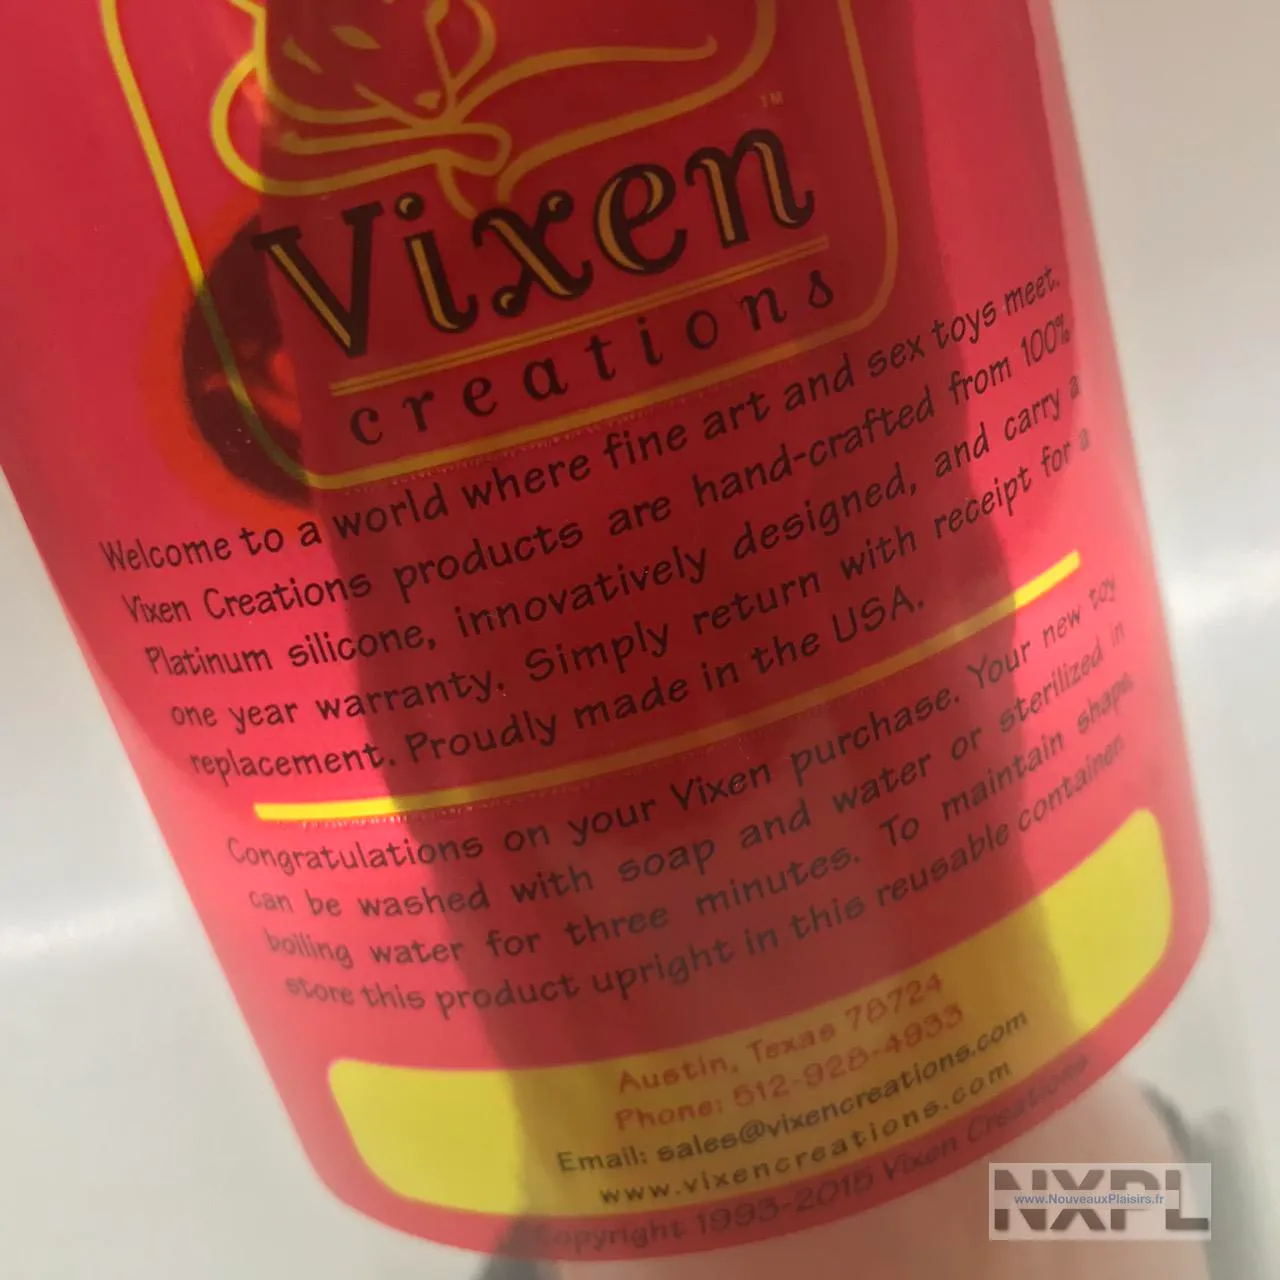 Vixen™
creations
Welcome to a world where fine art and sex toys meet.
Vixen Creations products are hand-crafted from 100%
Platinum silicone, innovatively designed, and carry a
one year warranty. Simply return with receipt for a
replacement. Proudly made in the USA.
Congratulations on your Vixen purchase. Your new toy
can be washed with soap and water or sterilized in
boiling water for three minutes. To maintain shape,
store this product upright in this reusable container.
Austin, Texas 78724
Phone: 512-928-4933
Email: sales@vixencreations.com
www.vixencreations.com
Copyright 1993-2015 Vixen Creations
NXPL
www.NouveauxPlaisirs.fr